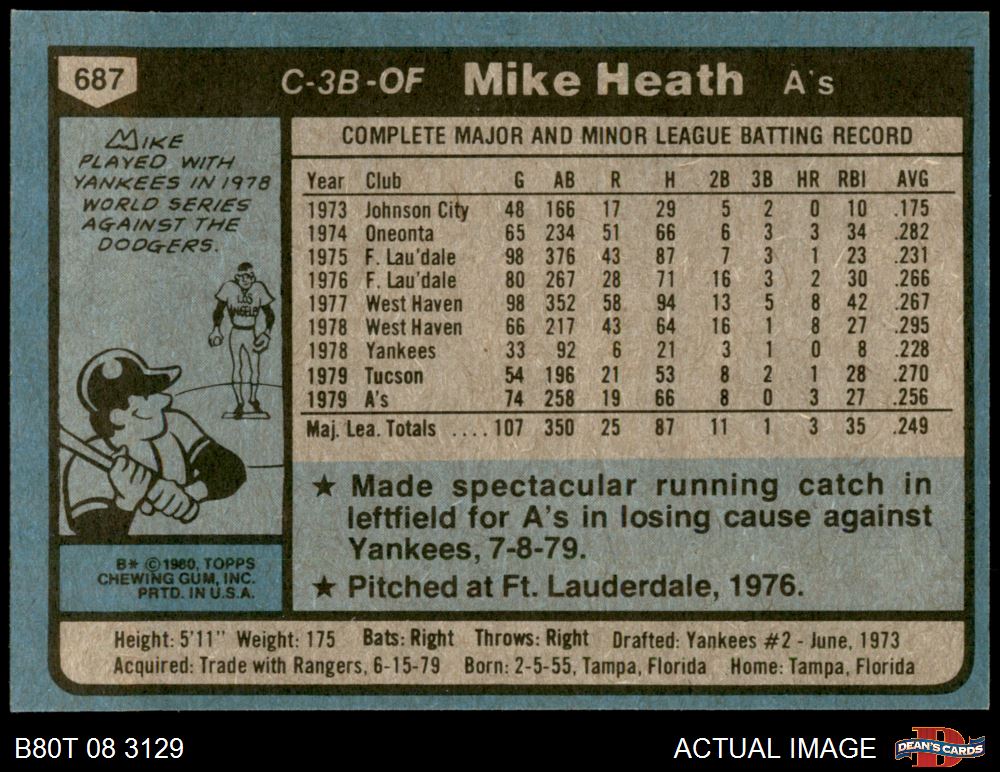 687
C-3B-OF Mike Heath A's
MIKE
PLAYED WITH
YANKEES IN 1978
WORLD SERIES
AGAINST THE
DODGERS.
LOS
ANGELES
B* ©1980, TOPPS
CHEWING GUM, INC.
PRTD. IN U.S.A.
COMPLETE MAJOR AND MINOR LEAGUE BATTING RECORD
Year Club G AB R H 2B 3B HR RBI AVG
1973 Johnson City 48 166 17 29 5 2 0 10 .175
1974 Oneonta 65 234 51 66 6 3 3 34 .282
1975 F. Lau'dale 98 376 43 87 7 3 1 23 .231
1976 F. Lau'dale 80 267 28 71 16 3 2 30 .266
1977 West Haven 98 352 58 94 13 5 8 42 .267
1978 West Haven 66 217 43 64 16 1 8 27 .295
1978 Yankees 33 92 6 21 3 1 0 8 .228
1979 Tucson 54 196 21 53 8 2 1 28 .270
1979 A's 74 258 19 66 8 0 3 27 .256
Maj. Lea. Totals .... 107 350 25 87 11 1 3 35 .249
★ Made spectacular running catch in
leftfield for A's in losing cause against
Yankees, 7-8-79.
★ Pitched at Ft. Lauderdale, 1976.
Height: 5'11" Weight: 175 Bats: Right Throws: Right Drafted: Yankees #2 - June, 1973
Acquired: Trade with Rangers, 6-15-79 Born: 2-5-55, Tampa, Florida Home: Tampa, Florida
B80T 08 3129
ACTUAL IMAGE
D
DEAN'S CARDS